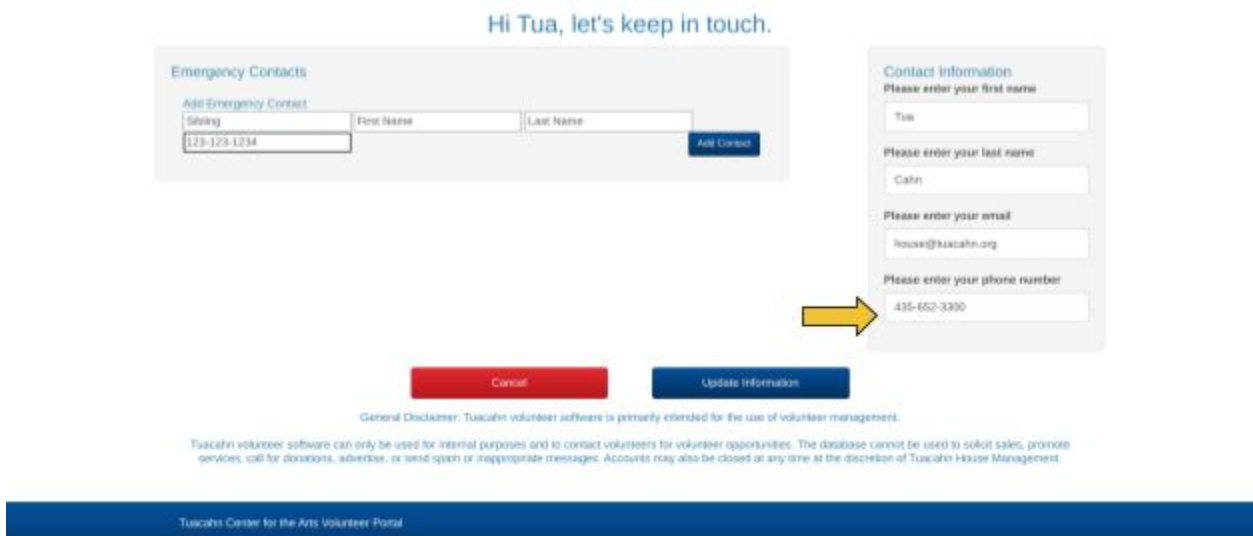 Hi Tua, let's keep in touch.
Emergency Contacts
Add Emergency Contact
Sibling First Name Last Name
123-123-1234 Add Contact
Contact Information
Please enter your first name
Tua
Please enter your last name
Cahn
Please enter your email
house@tuacahn.org
Please enter your phone number
435-652-3300
Cancel Update Information
General Disclaimer: Tuacahn volunteer software is primarily intended for the use of volunteer management.
Tuacahn volunteer software can only be used for internal purposes and to contact volunteers for volunteer opportunities. The database cannot be used to solicit sales, promote
services, call for donations, advertise, or send spam or inappropriate messages. Accounts may also be closed at any time at the discretion of Tuacahn House Management.
Tuacahn Center for the Arts Volunteer Portal